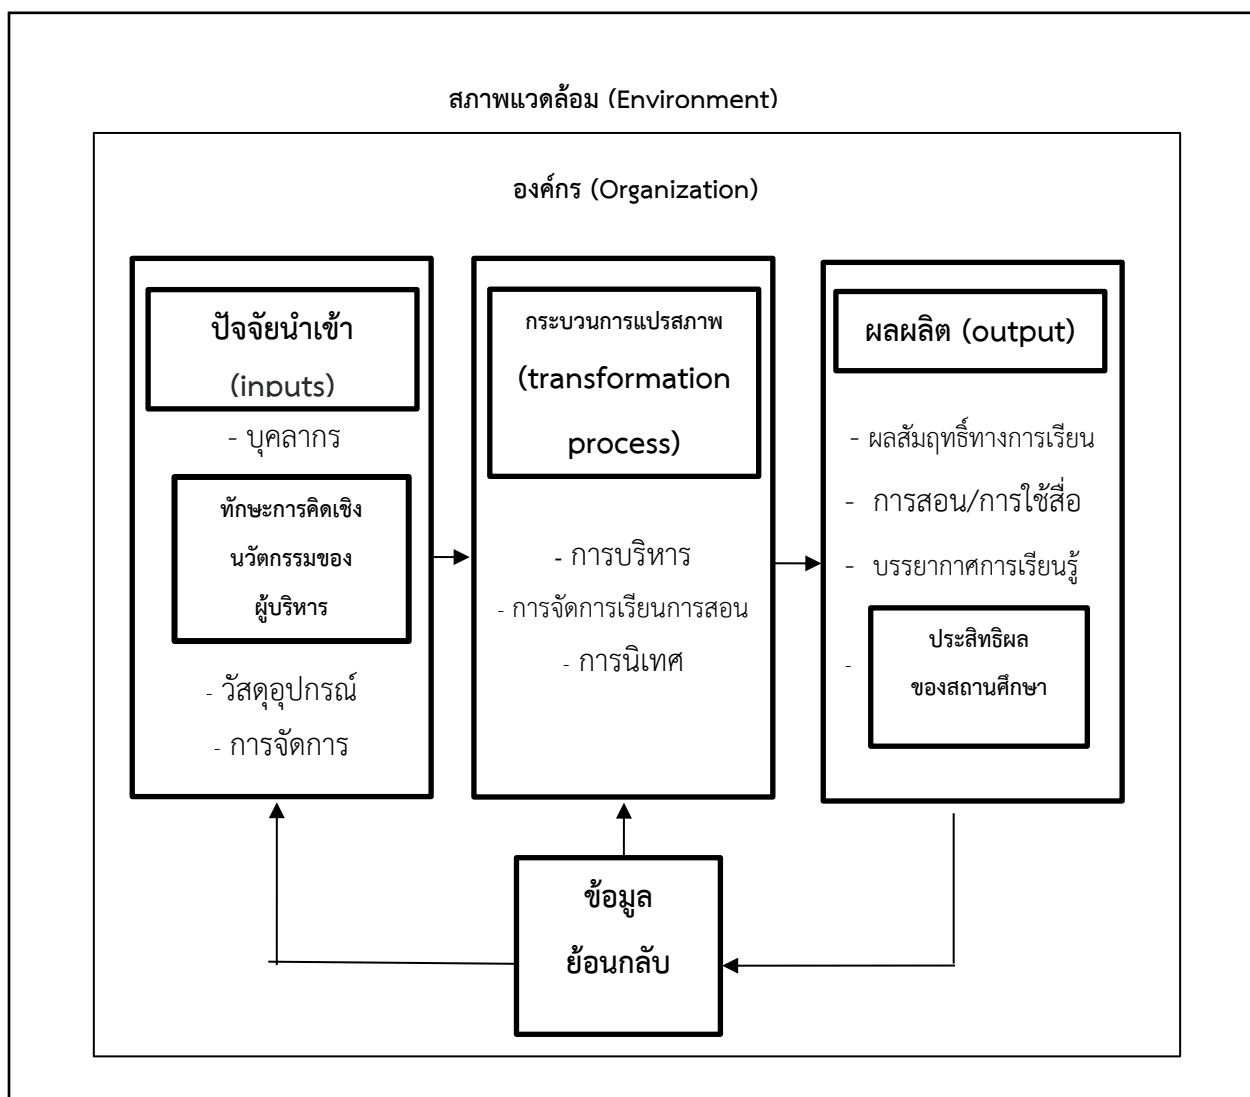 สภาพแวดล้อม (Environment)
องค์กร (Organization)
ปัจจัยนำเข้า
(inputs)
- บุคลากร
ทักษะการคิดเชิง
นวัตกรรมของ
ผู้บริหาร
- วัสดุอุปกรณ์
- การจัดการ
กระบวนการแปรสภาพ
(transformation
process)
- การบริหาร
- การจัดการเรียนการสอน
- การนิเทศ
ผลผลิต (output)
- ผลสัมฤทธิ์ทางการเรียน
- การสอน/การใช้สื่อ
- บรรยากาศการเรียนรู้
- ประสิทธิผล
ของสถานศึกษา
ข้อมูล
ย้อนกลับ